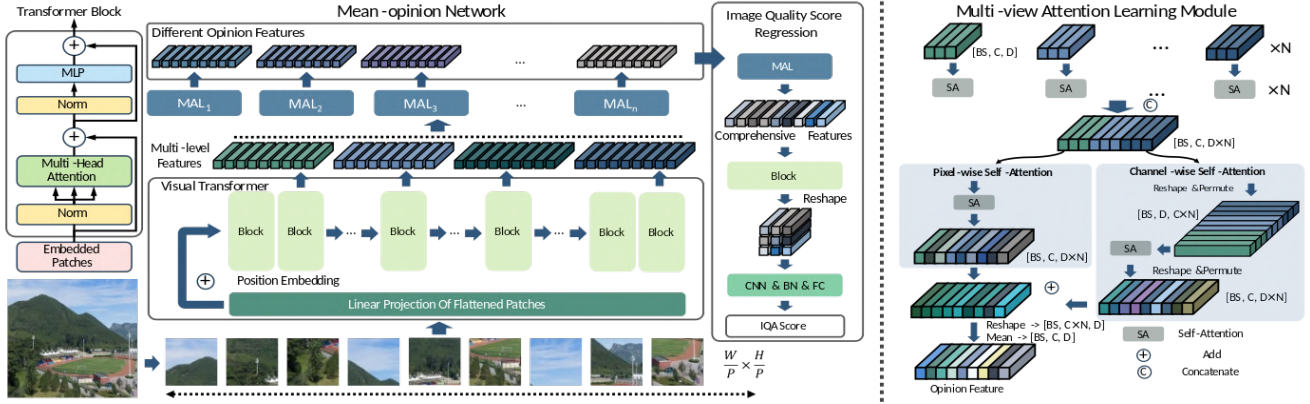 Transformer Block
+
MLP
Norm
+
Multi -Head
Attention
Norm
Embedded
Patches
Mean -opinion Network
Different Opinion Features
...
MAL1
MAL2
MAL3
...
MALn
Multi -level
Features
Visual Transformer
Block
Block
...
Block
...
Block
...
Block
Block
+
Position Embedding
Linear Projection Of Flattened Patches
Image Quality Score
Regression
MAL
Comprehensive Features
Block
Reshape
CNN & BN & FC
IQA Score
W/P × H/P
Multi -view Attention Learning Module
[BS, C, D]
...
×N
SA
SA
...
SA
×N
C
[BS, C, D×N]
Pixel -wise Self -Attention
SA
[BS, C, D×N]
Channel -wise Self -Attention
Reshape &Permute
[BS, D, C×N]
SA
Reshape &Permute
[BS, C, D×N]
+
Reshape -> [BS, C×N, D]
Mean -> [BS, C, D]
Opinion Feature
SA Self-Attention
+ Add
C Concatenate